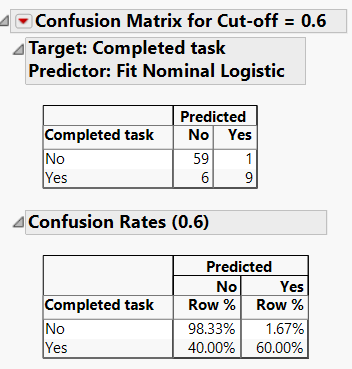 Confusion Matrix for Cut-off = 0.6
Target: Completed task
Predictor: Fit Nominal Logistic
Predicted
Completed task No Yes
No 59 1
Yes 6 9
Confusion Rates (0.6)
Predicted
No Yes
Completed task Row % Row %
No 98.33% 1.67%
Yes 40.00% 60.00%